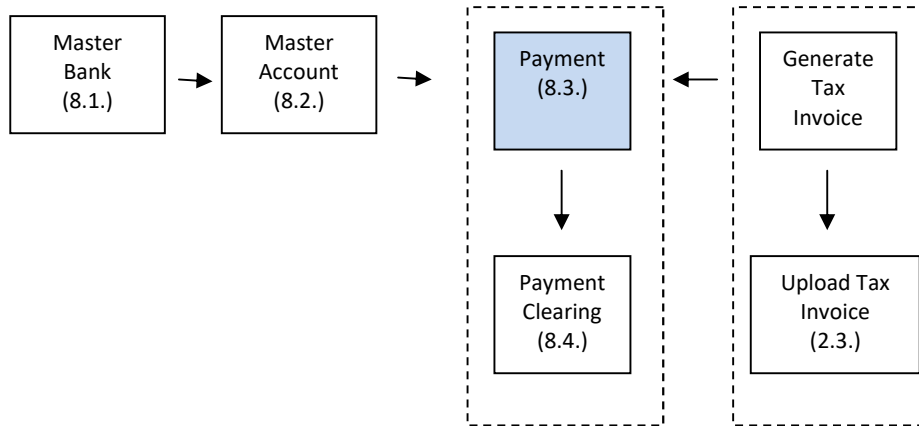 Master
Bank
(8.1.)
Master
Account
(8.2.)
Payment
(8.3.)
Generate
Tax
Invoice
Payment
Clearing
(8.4.)
Upload Tax
Invoice
(2.3.)